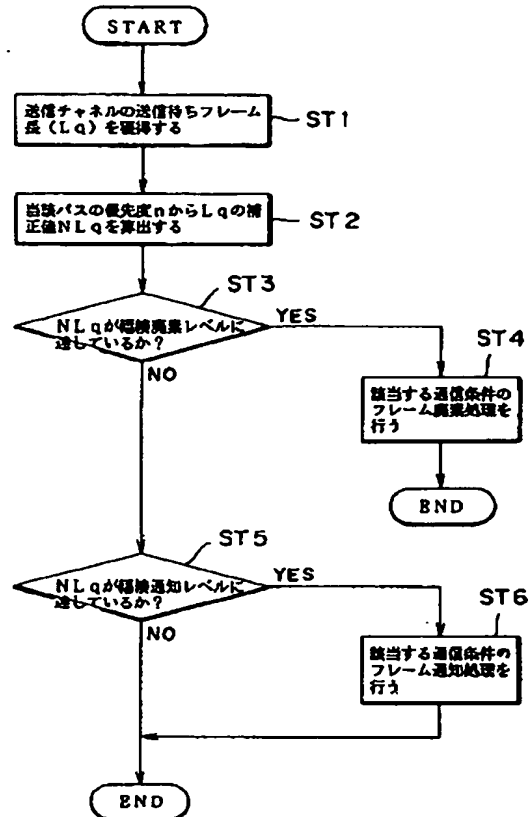 START
送信チャネルの送信待ちフレーム
長(Lq)を獲得する
ST1
当該パスの優先度nからLqの補
正値NLqを算出する
ST2
ST3
NLqが輻輳廃棄レベルに
達しているか?
YES
NO
ST4
該当する通信条件の
フレーム廃棄処理を
行う
END
ST5
NLqが輻輳通知レベルに
達しているか?
YES
NO
ST6
該当する通信条件の
フレーム通知処理を
行う
END